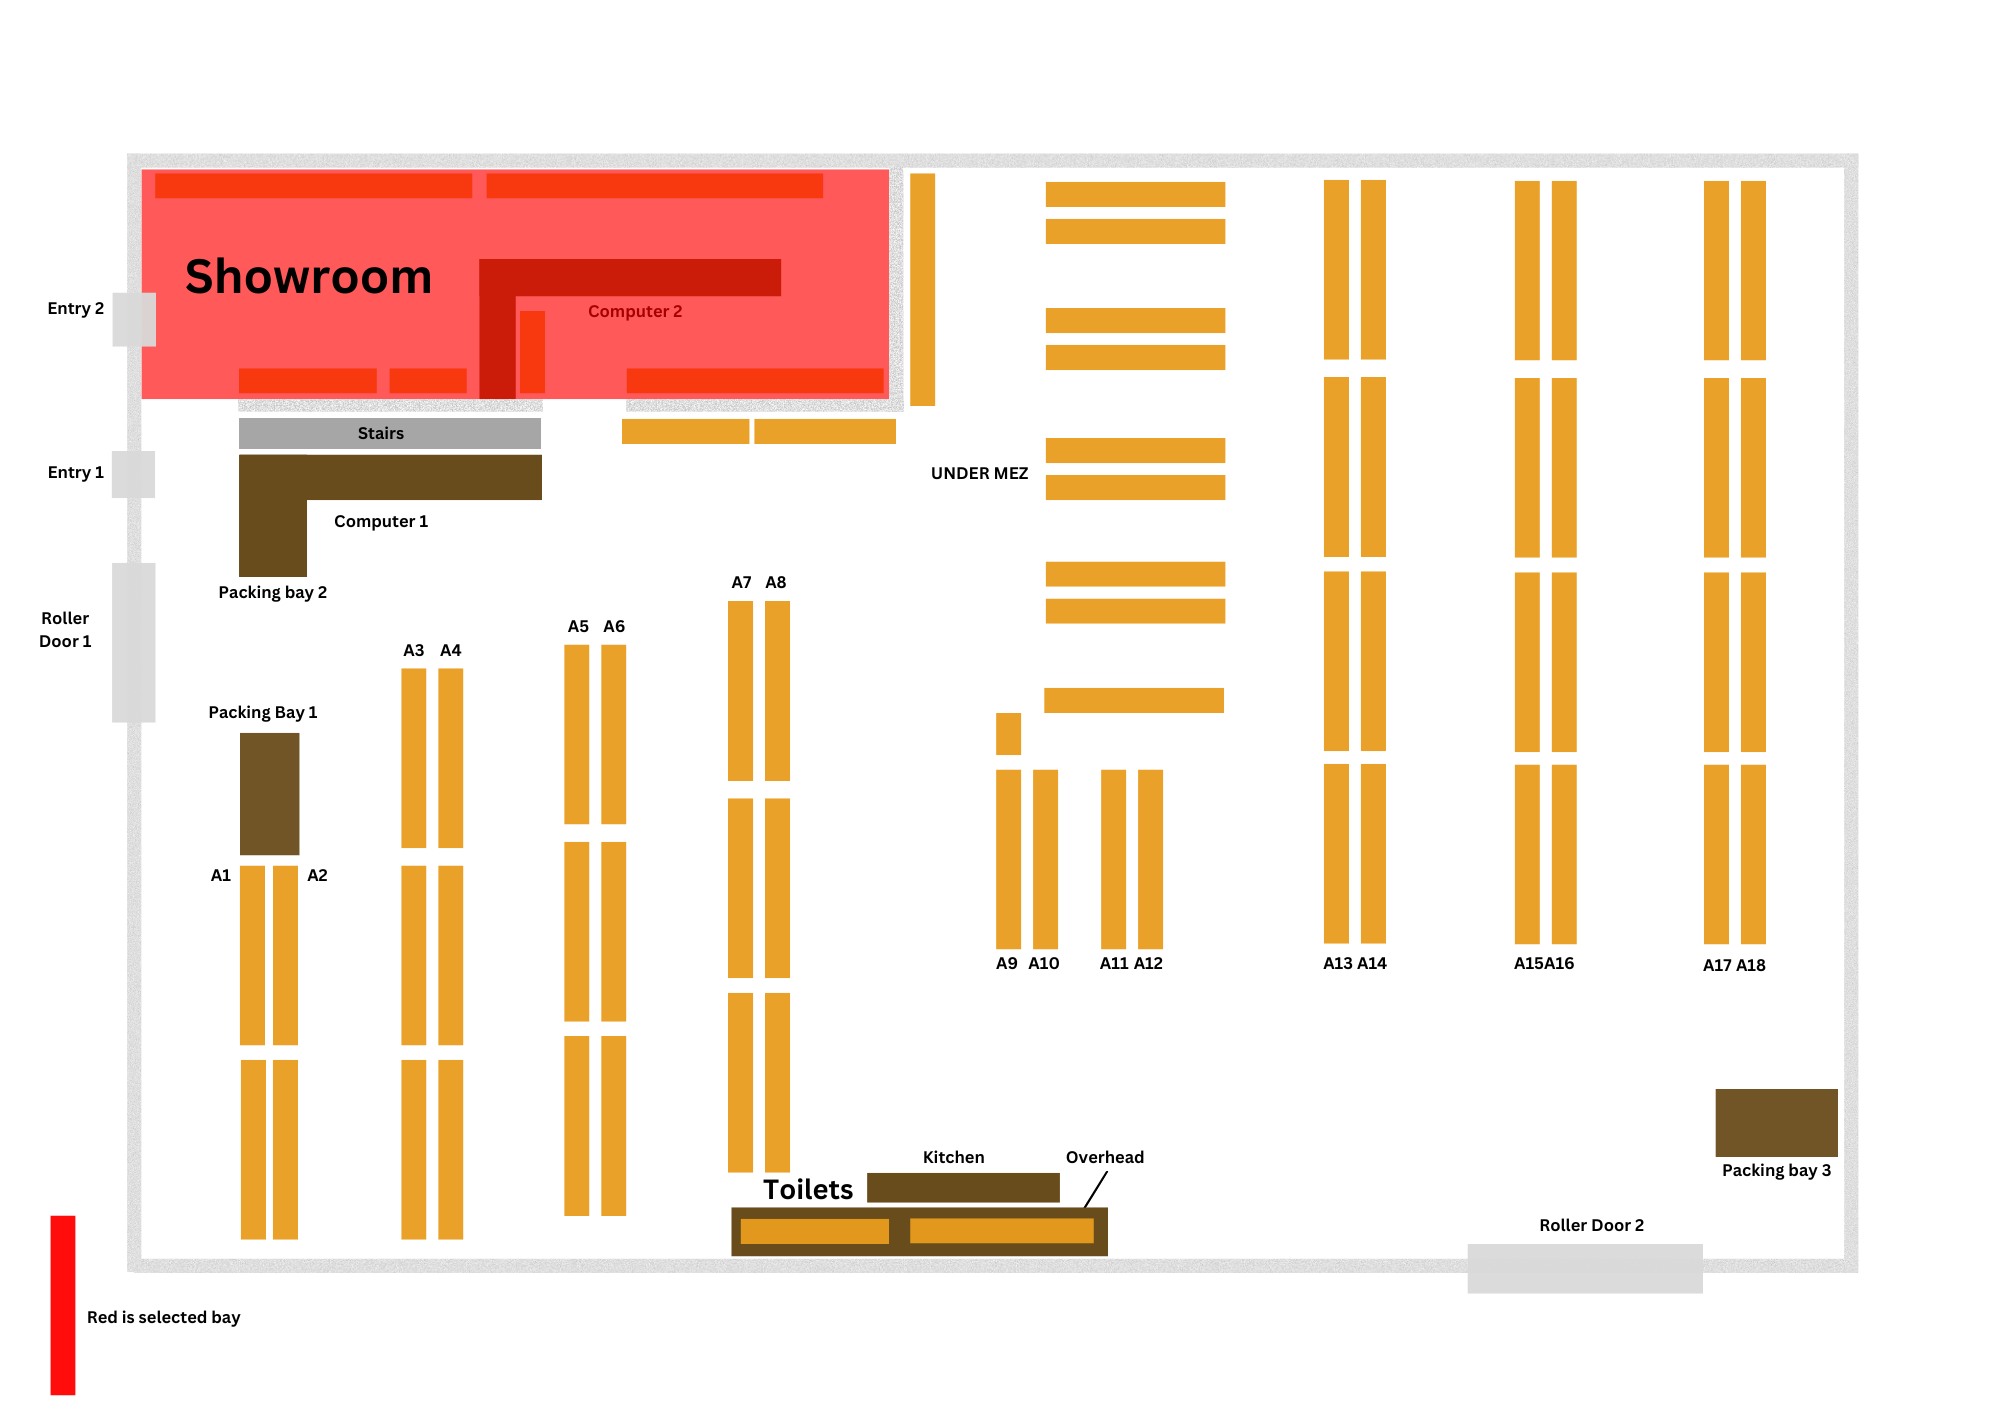 Showroom
Entry 2
Computer 2
Stairs
Entry 1
UNDER MEZ
Computer 1
Packing bay 2
A7 A8
Roller
Door 1
A5 A6
A3 A4
Packing Bay 1
A1 A2
A9 A10 A11 A12 A13 A14 A15 A16 A17 A18
Kitchen
Overhead
Toilets
Packing bay 3
Roller Door 2
Red is selected bay